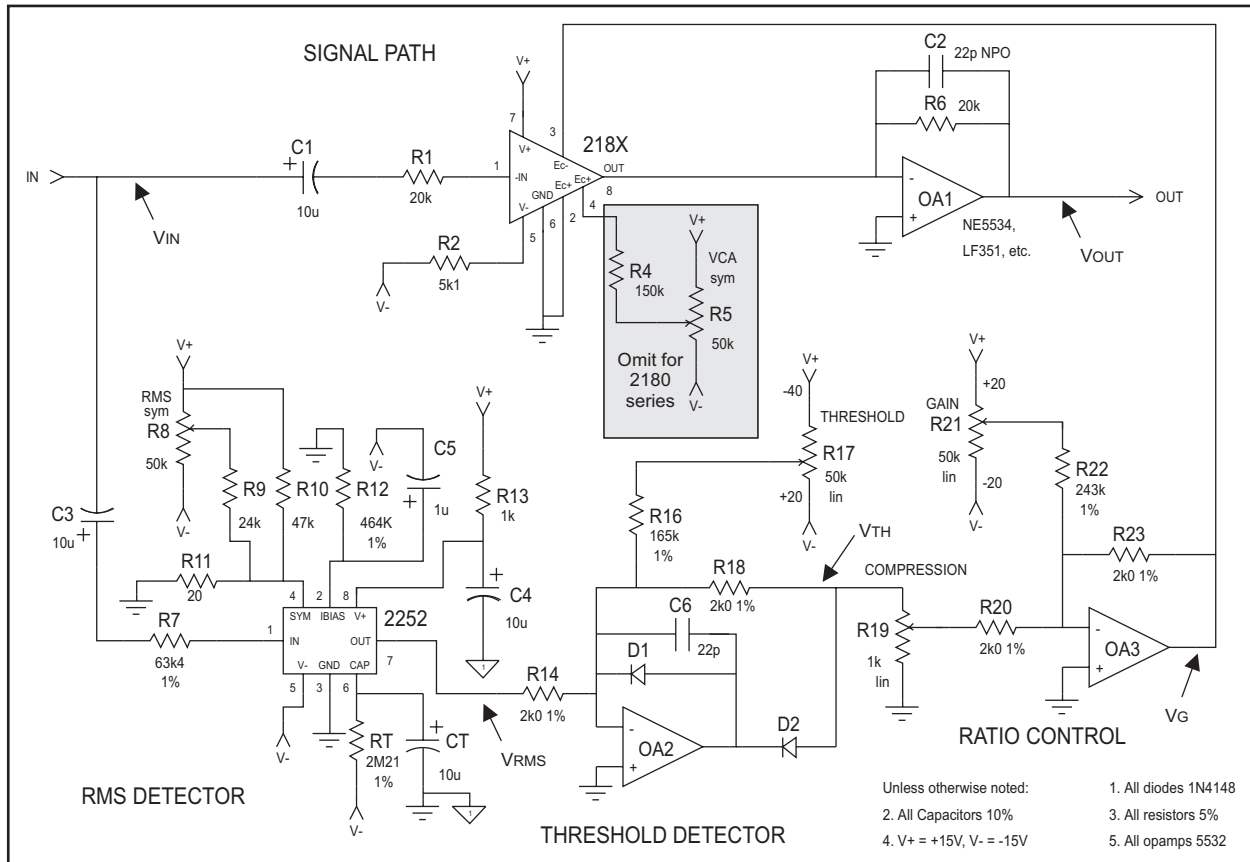 SIGNAL PATH
C2
22p NPO
R6
20k
V+
7
3
218X
V+
Ec-
-IN
OUT
Ec+
Ec+
GND
V-
1
8
4
2
6
5
C1
+
10u
R1
20k
IN
VIN
R2
5k1
V-
-
+
OA1
NE5534,
LF351, etc.
OUT
VOUT
V+
VCA
sym
R4
150k
R5
50k
V-
Omit for
2180
series
V+
RMS
sym
R8
50k
V-
R9
24k
R10
47k
R12
464K
1%
V-
C5
+
1u
V+
R13
1k
C4
+
10u
1
C3
10u
+
R11
20
R7
63k4
1%
4
2
8
2252
SYM
IBIAS
V+
IN
OUT
V-
GND
CAP
1
7
5
3
6
V-
RT
2M21
1%
V-
CT
+
10u
1
VRMS
RMS DETECTOR
V+
-40
THRESHOLD
R17
50k
lin
+20
V-
R16
165k
1%
R18
2k0 1%
VTH
C6
22p
D1
R14
2k0 1%
-
+
OA2
D2
THRESHOLD DETECTOR
V+
+20
GAIN
R21
50k
lin
-20
V-
R22
243k
1%
R23
2k0 1%
COMPRESSION
R19
1k
lin
R20
2k0 1%
-
+
OA3
VG
RATIO CONTROL
Unless otherwise noted:
1. All diodes 1N4148
2. All Capacitors 10%
3. All resistors 5%
4. V+ = +15V, V- = -15V
5. All opamps 5532